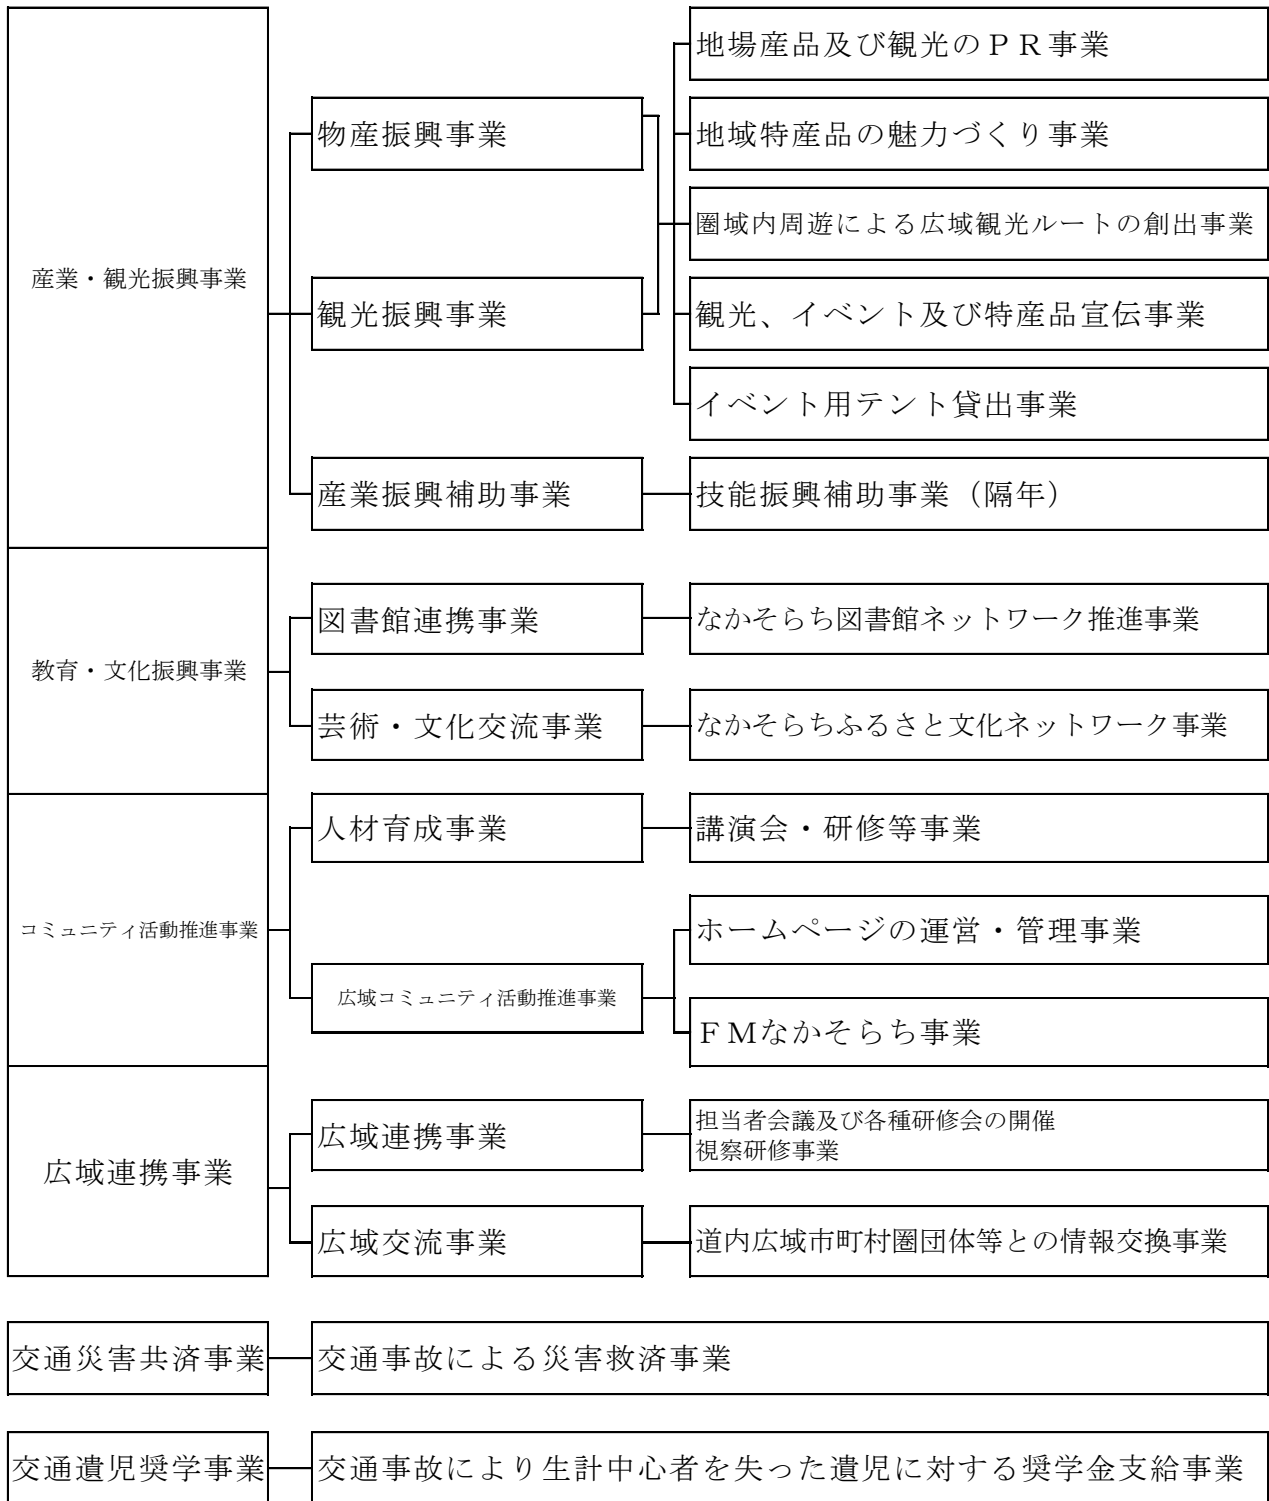 産業・観光振興事業
物産振興事業
観光振興事業
産業振興補助事業
地場産品及び観光のＰＲ事業
地域特産品の魅力づくり事業
圏域内周遊による広域観光ルートの創出事業
観光、イベント及び特産品宣伝事業
イベント用テント貸出事業
技能振興補助事業（隔年）
教育・文化振興事業
図書館連携事業
なかそらち図書館ネットワーク推進事業
芸術・文化交流事業
なかそらちふるさと文化ネットワーク事業
コミュニティ活動推進事業
人材育成事業
講演会・研修等事業
広域コミュニティ活動推進事業
ホームページの運営・管理事業
ＦＭなかそらち事業
広域連携事業
広域連携事業
担当者会議及び各種研修会の開催
視察研修事業
広域交流事業
道内広域市町村圏団体等との情報交換事業
交通災害共済事業
交通事故による災害救済事業
交通遺児奨学事業
交通事故により生計中心者を失った遺児に対する奨学金支給事業